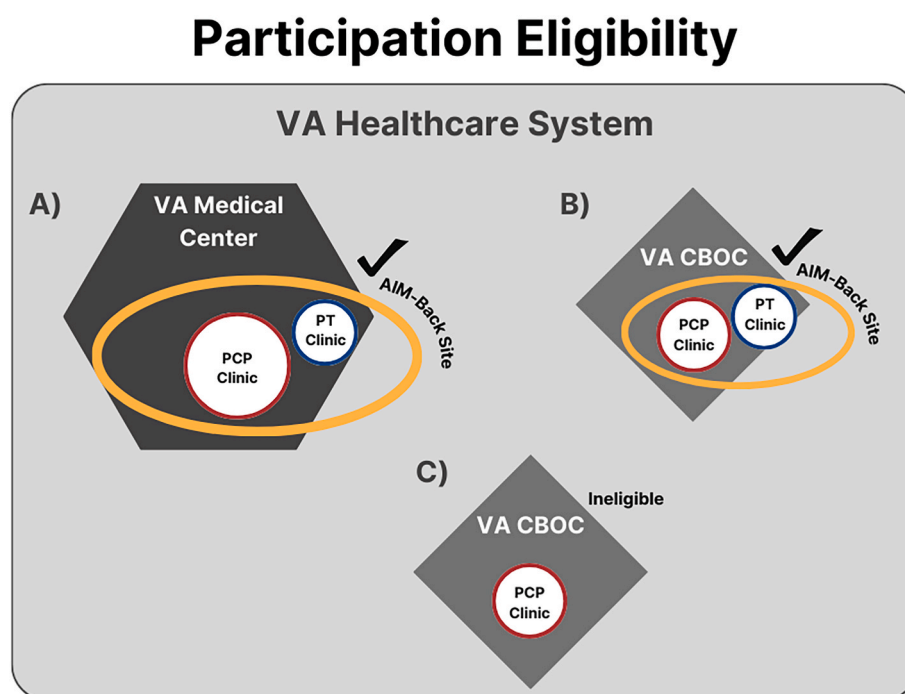 Participation Eligibility
VA Healthcare System
A)
VA Medical
Center
AIM-Back Site
PCP
Clinic
PT
Clinic
B)
VA CBOC
AIM-Back Site
PCP
Clinic
PT
Clinic
C)
Ineligible
VA CBOC
PCP
Clinic